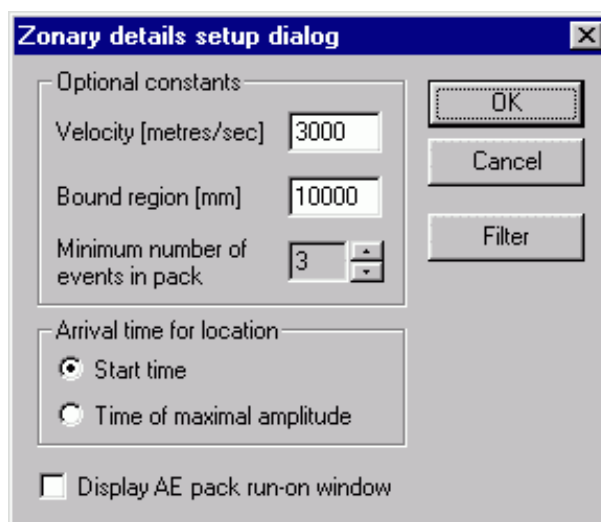 Zonary details setup dialog
Optional constants
Velocity [metres/sec] 3000
Bound region [mm] 10000
Minimum number of
events in pack 3
OK
Cancel
Filter
Arrival time for location
Start time
Time of maximal amplitude
Display AE pack run-on window